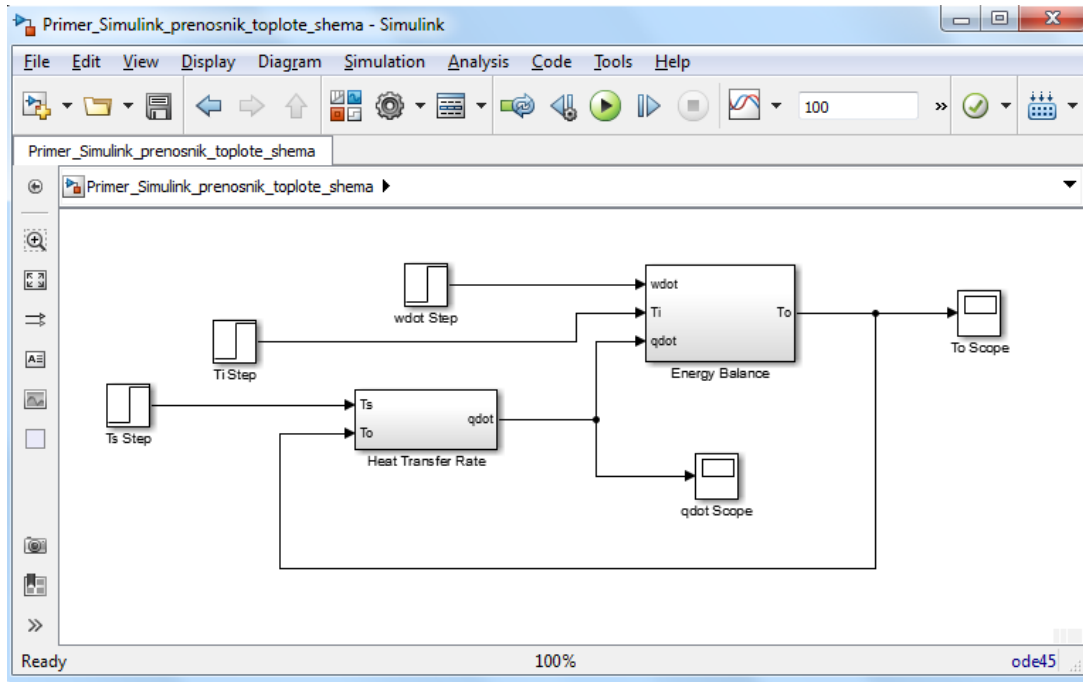 Primer_Simulink_prenosnik_toplote_shema - Simulink
File Edit View Display Diagram Simulation Analysis Code Tools Help
100 »
Primer_Simulink_prenosnik_toplote_shema
Primer_Simulink_prenosnik_toplote_shema
wdot Step
Ti Step
Ts Step
wdot
Ti To
qdot
Energy Balance
To Scope
Ts
qdot
To
Heat Transfer Rate
qdot Scope
»
Ready 100% ode45